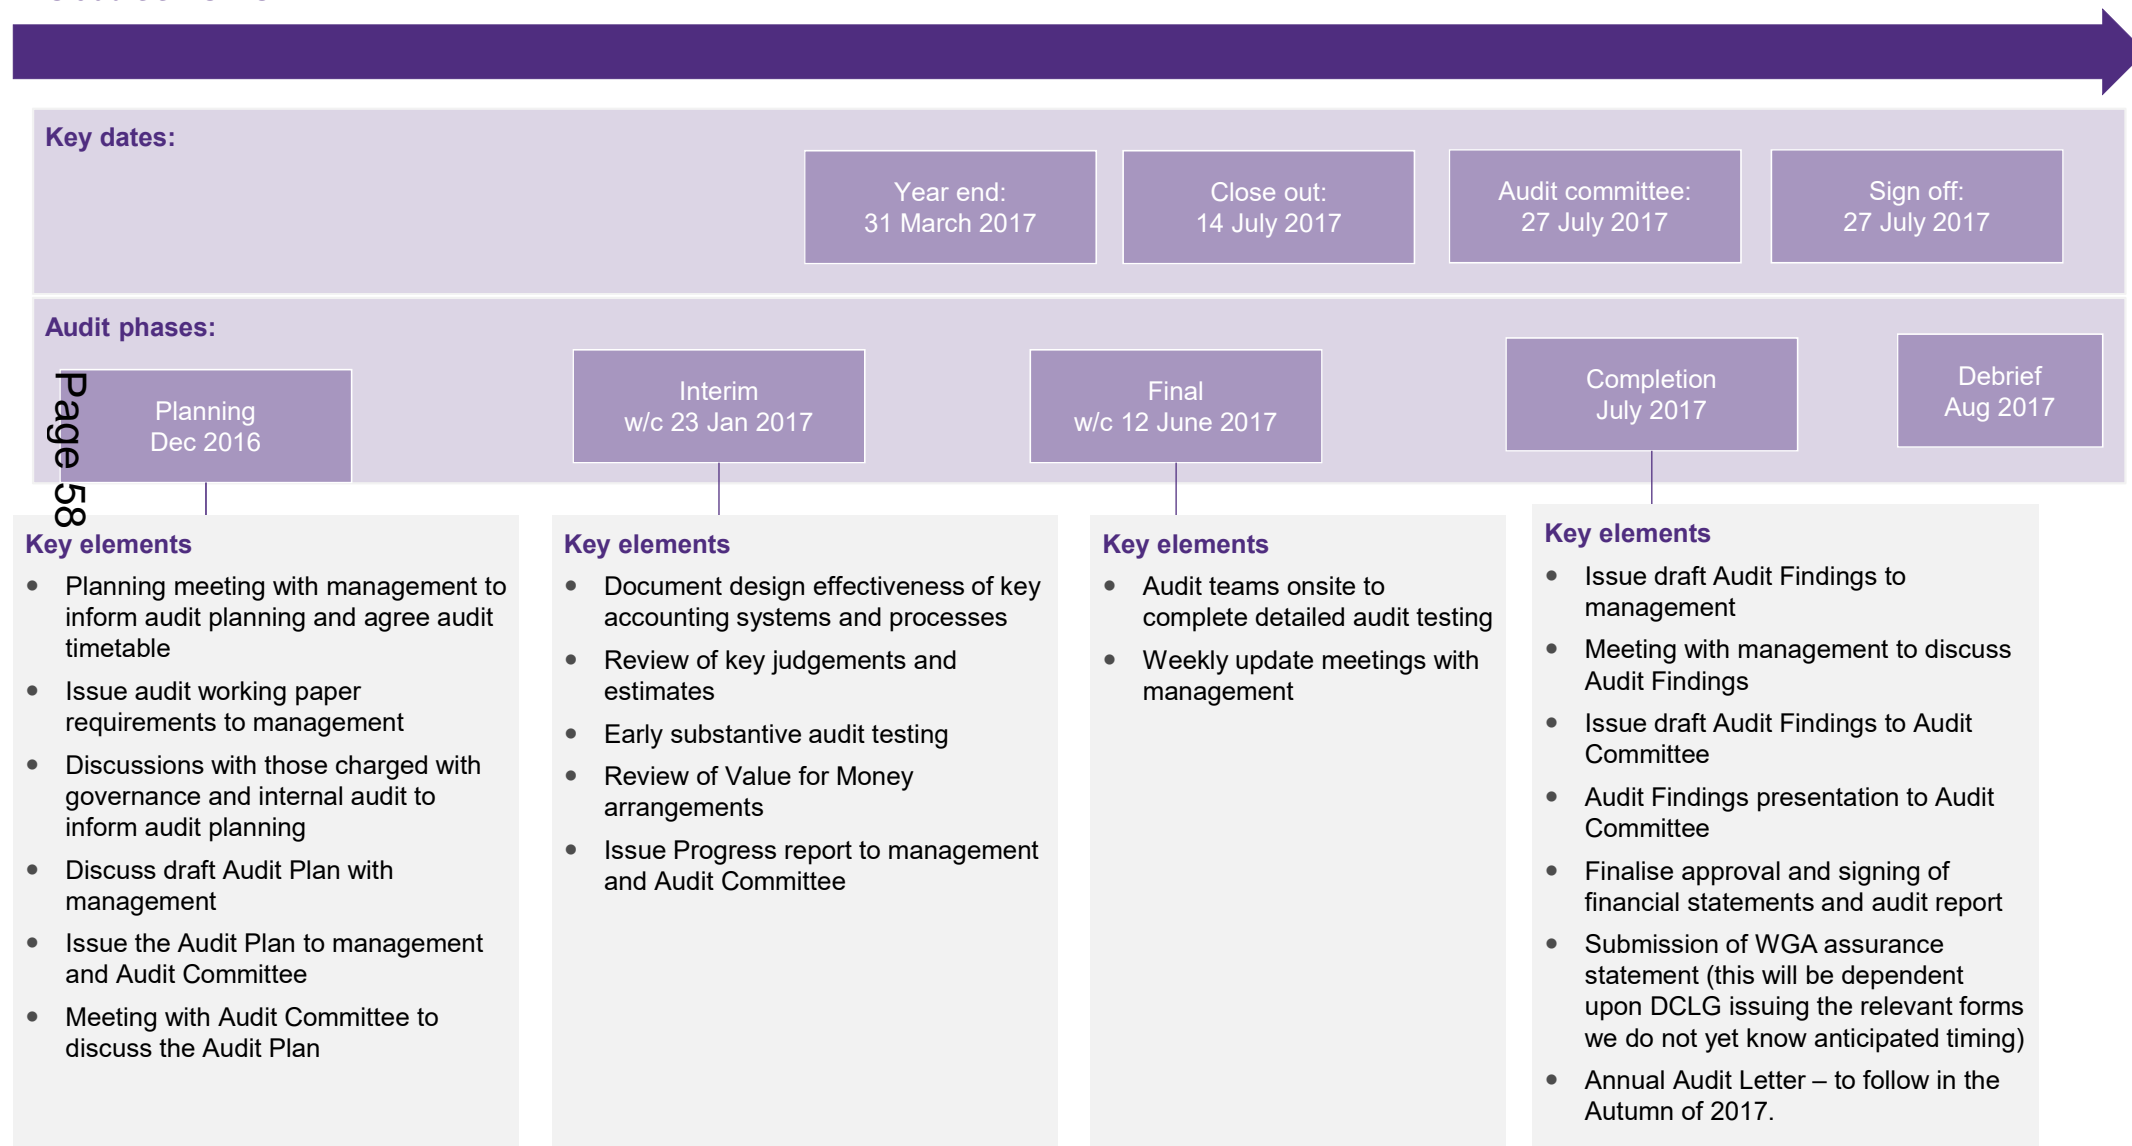 Key dates:
Year end:
31 March 2017
Close out:
14 July 2017
Audit committee:
27 July 2017
Sign off:
27 July 2017
Audit phases:
Planning
Dec 2016
Interim
w/c 23 Jan 2017
Final
w/c 12 June 2017
Completion
July 2017
Debrief
Aug 2017
Page 58
Key elements
• Planning meeting with management to
inform audit planning and agree audit
timetable
• Issue audit working paper
requirements to management
• Discussions with those charged with
governance and internal audit to
inform audit planning
• Discuss draft Audit Plan with
management
• Issue the Audit Plan to management
and Audit Committee
• Meeting with Audit Committee to
discuss the Audit Plan
Key elements
• Document design effectiveness of key
accounting systems and processes
• Review of key judgements and
estimates
• Early substantive audit testing
• Review of Value for Money
arrangements
• Issue Progress report to management
and Audit Committee
Key elements
• Audit teams onsite to
complete detailed audit testing
• Weekly update meetings with
management
Key elements
• Issue draft Audit Findings to
management
• Meeting with management to discuss
Audit Findings
• Issue draft Audit Findings to Audit
Committee
• Audit Findings presentation to Audit
Committee
• Finalise approval and signing of
financial statements and audit report
• Submission of WGA assurance
statement (this will be dependent
upon DCLG issuing the relevant forms
we do not yet know anticipated timing)
• Annual Audit Letter – to follow in the
Autumn of 2017.